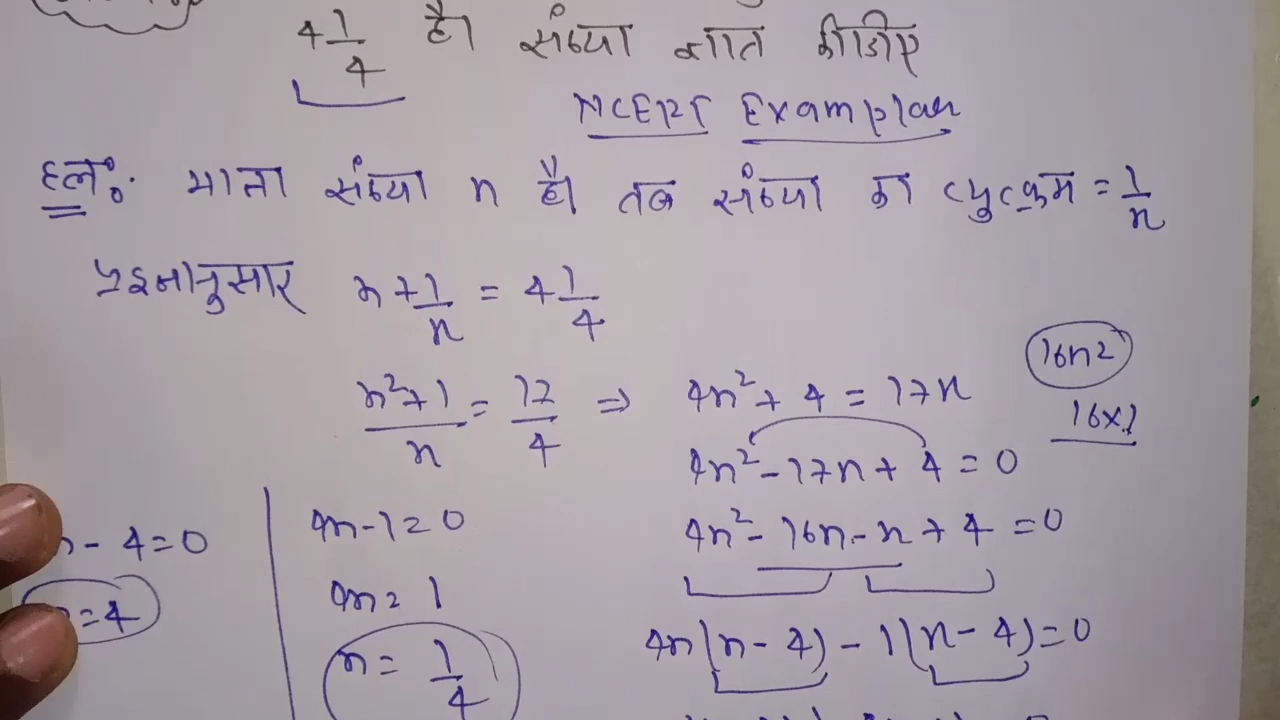 4 1/4 है। संख्या ज्ञात कीजिए
NCERT Examplar
हल:- माना संख्या n है। तब संख्या का व्युत्क्रम = 1/n
प्रश्नानुसार n + 1/n = 4 1/4
(n² + 1)/n = 17/4 ⇒ 4n² + 4 = 17n
16n²
16×1
4n² - 17n + 4 = 0
4n² - 16n - n + 4 = 0
4n(n - 4) - 1(n - 4) = 0
n - 4 = 0
n = 4
4n - 1 = 0
4n = 1
n = 1/4